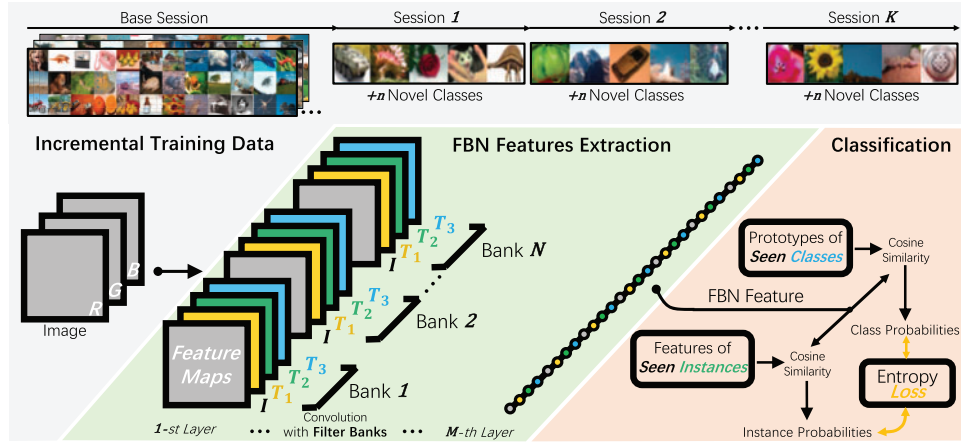 Base Session
Session 1
Session 2
Session K
+n Novel Classes
+n Novel Classes
+n Novel Classes
Incremental Training Data
FBN Features Extraction
Classification
R
G
B
Image
Feature
Maps
I T1 T2 T3
Bank 1
I T1 T2 T3
Bank 2
I T1 T2 T3
Bank N
1-st Layer
Convolution
with Filter Banks
M-th Layer
Prototypes of
Seen Classes
Cosine
Similarity
FBN Feature
Class Probabilities
Features of
Seen Instances
Cosine
Similarity
Entropy
Loss
Instance Probabilities